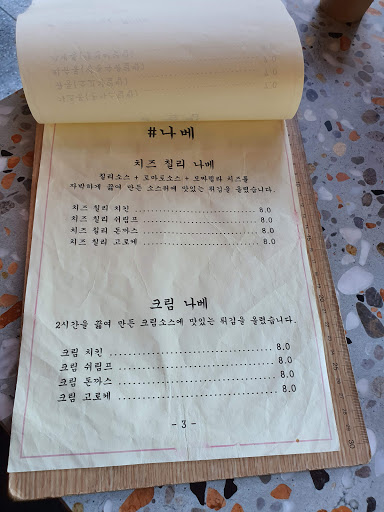 #나베
치즈 칠리 나베
칠리소스 + 토마토소스 + 모짜렐라 치즈를
자박하게 끓여 만든 소스위에 맛있는 튀김을 올렸습니다.
치즈 칠리 치킨 8.0
치즈 칠리 쉬림프 8.0
치즈 칠리 돈까스 8.0
치즈 칠리 고로케 8.0
크림 나베
2시간을 끓여 만든 크림소스에 맛있는 튀김을 올렸습니다.
크림 치킨 8.0
크림 쉬림프 8.0
크림 돈까스 8.0
크림 고로케 8.0
- 3 -